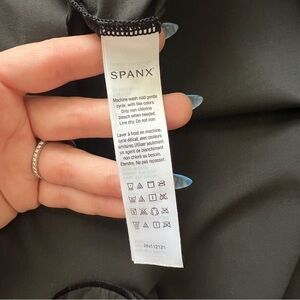 SPANX
Machine wash cold gentle
cycle, with like colors.
Only non-chlorine
bleach when needed.
Line dry. Do not iron.
Laver à froid en machine,
cycle délicat, avec couleurs
similaires. Utiliser seulement
un agent de blanchiment
non chloré au besoin.
Étendre. Ne pas repasser.
RN112121